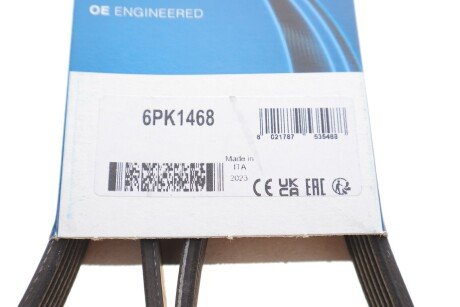 OE ENGINEERED
6PK1468
8 021787 535468
Made in
ITA
2023
CE UK CA EAC